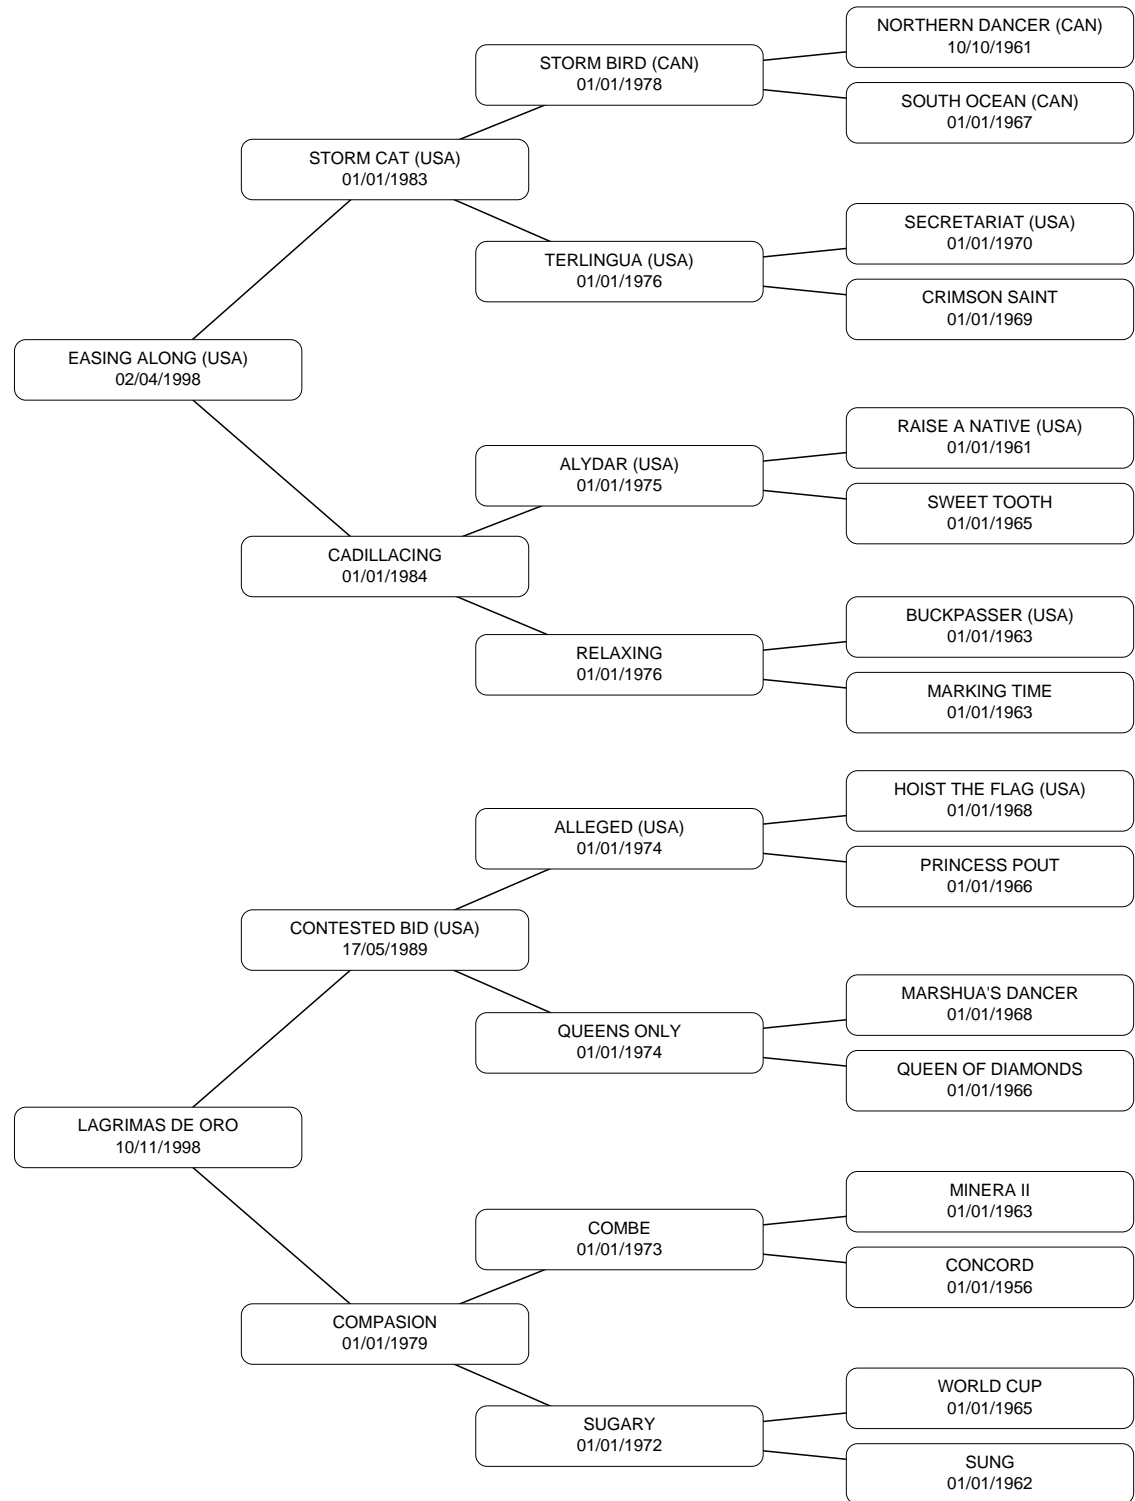 NORTHERN DANCER (CAN)
10/10/1961
STORM BIRD (CAN)
01/01/1978
SOUTH OCEAN (CAN)
01/01/1967
STORM CAT (USA)
01/01/1983
SECRETARIAT (USA)
01/01/1970
TERLINGUA (USA)
01/01/1976
CRIMSON SAINT
01/01/1969
EASING ALONG (USA)
02/04/1998
RAISE A NATIVE (USA)
01/01/1961
ALYDAR (USA)
01/01/1975
SWEET TOOTH
01/01/1965
CADILLACING
01/01/1984
BUCKPASSER (USA)
01/01/1963
RELAXING
01/01/1976
MARKING TIME
01/01/1963
HOIST THE FLAG (USA)
01/01/1968
ALLEGED (USA)
01/01/1974
PRINCESS POUT
01/01/1966
CONTESTED BID (USA)
17/05/1989
MARSHUA'S DANCER
01/01/1968
QUEENS ONLY
01/01/1974
QUEEN OF DIAMONDS
01/01/1966
LAGRIMAS DE ORO
10/11/1998
MINERA II
01/01/1963
COMBE
01/01/1973
CONCORD
01/01/1956
COMPASION
01/01/1979
WORLD CUP
01/01/1965
SUGARY
01/01/1972
SUNG
01/01/1962